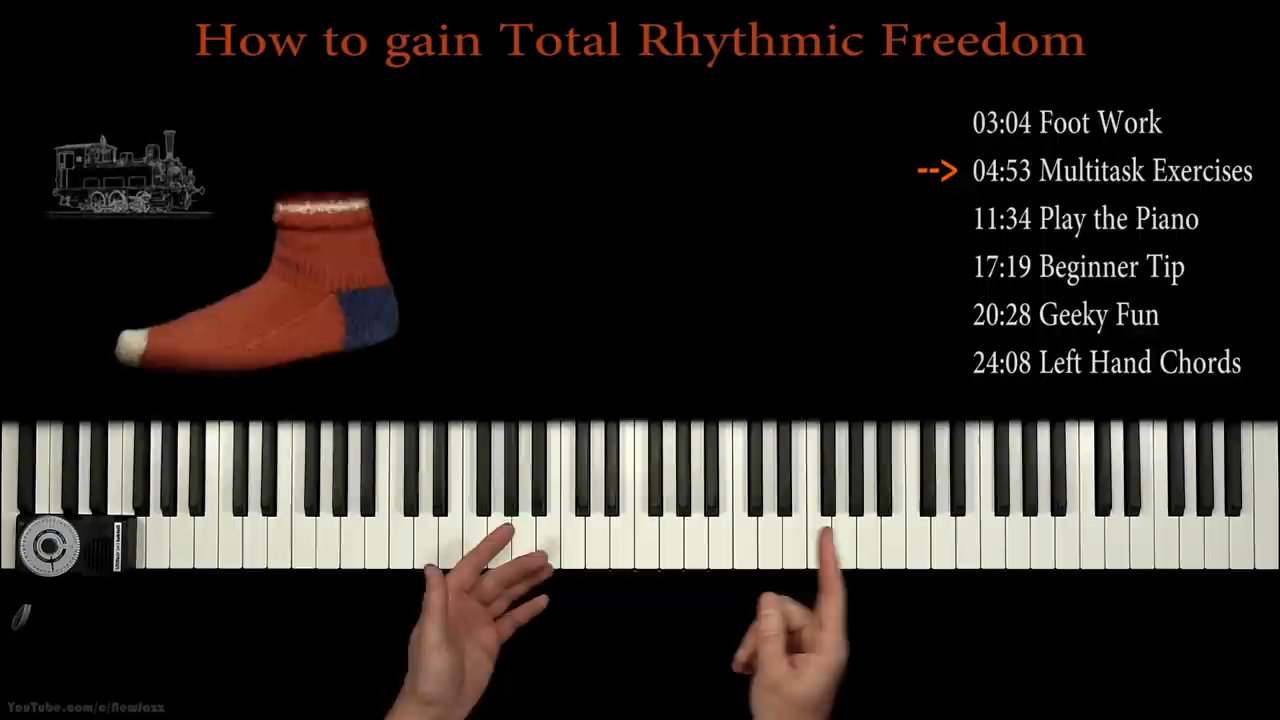 How to gain Total Rhythmic Freedom
03:04 Foot Work
--> 04:53 Multitask Exercises
11:34 Play the Piano
17:19 Beginner Tip
20:28 Geeky Fun
24:08 Left Hand Chords
YouTube.com/c/NewJazz